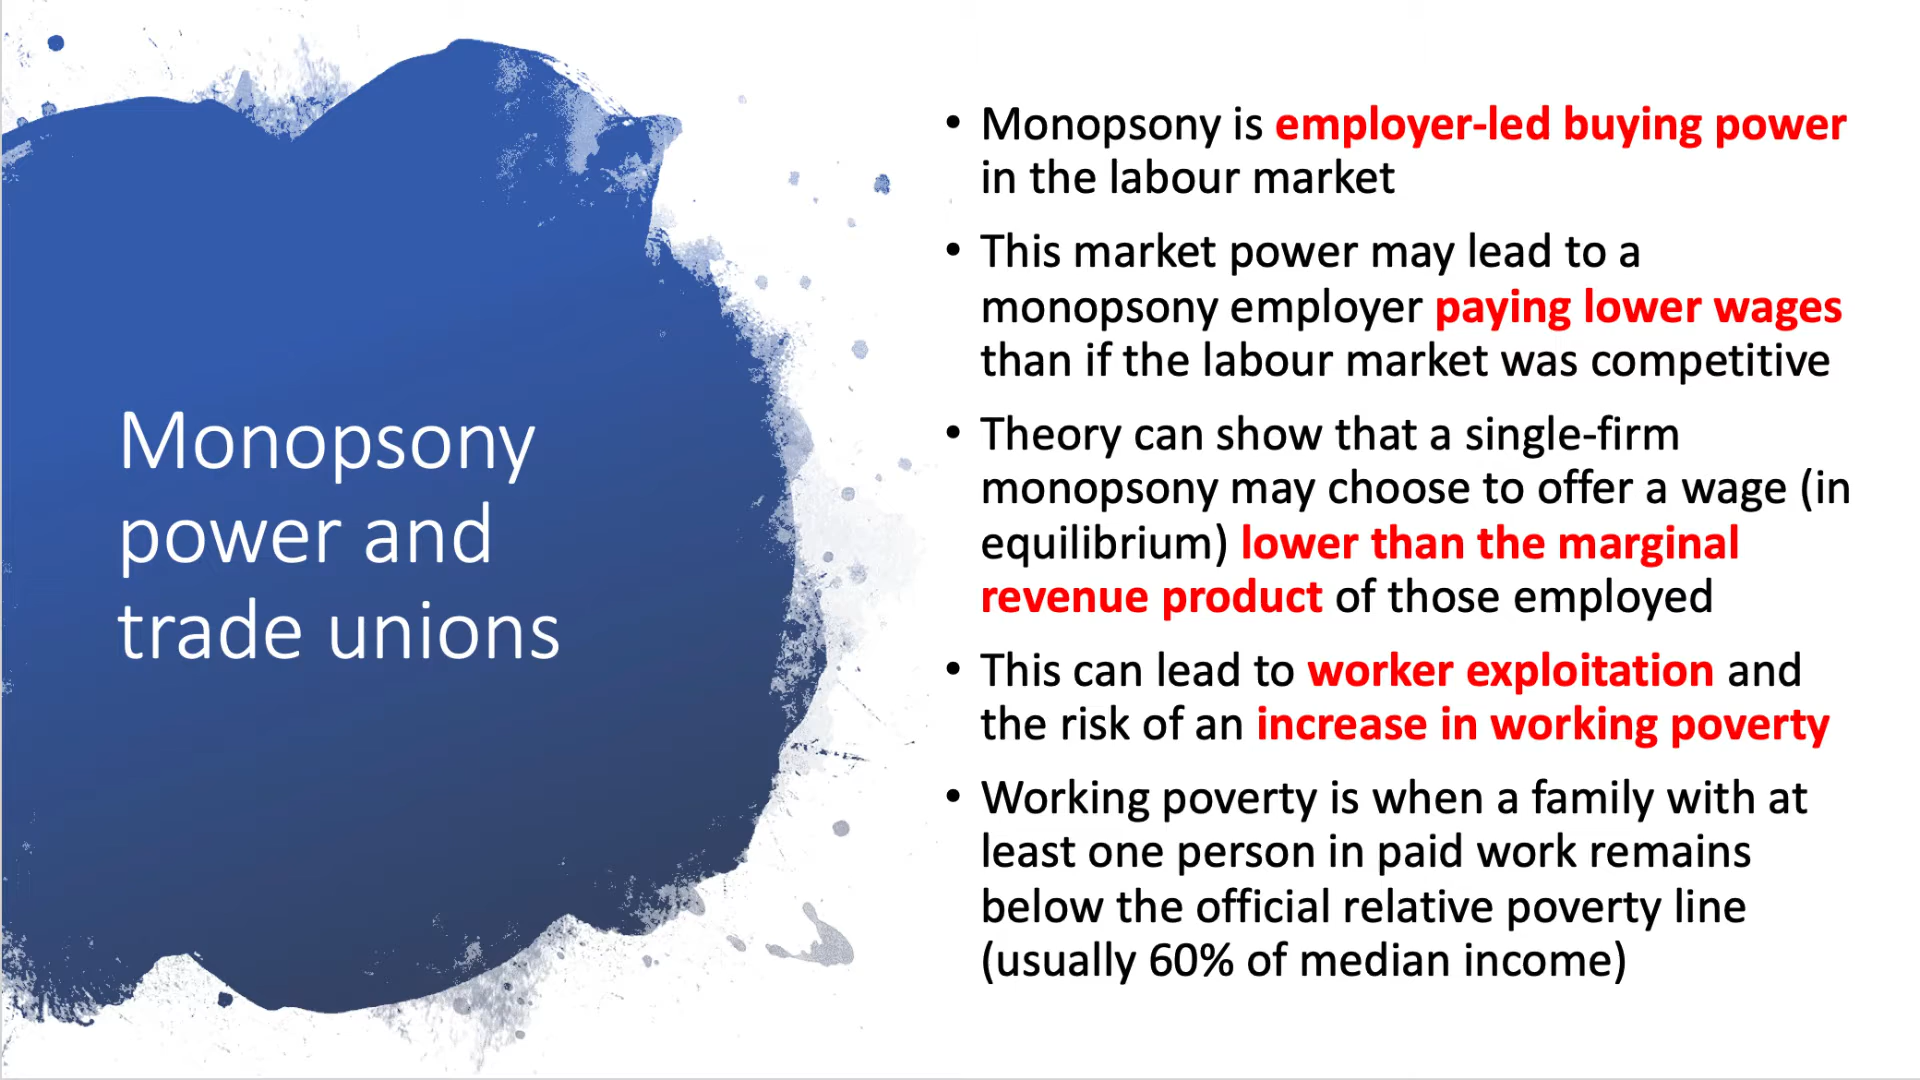 Monopsony
power and
trade unions
• Monopsony is employer-led buying power
in the labour market
• This market power may lead to a
monopsony employer paying lower wages
than if the labour market was competitive
• Theory can show that a single-firm
monopsony may choose to offer a wage (in
equilibrium) lower than the marginal
revenue product of those employed
• This can lead to worker exploitation and
the risk of an increase in working poverty
• Working poverty is when a family with at
least one person in paid work remains
below the official relative poverty line
(usually 60% of median income)